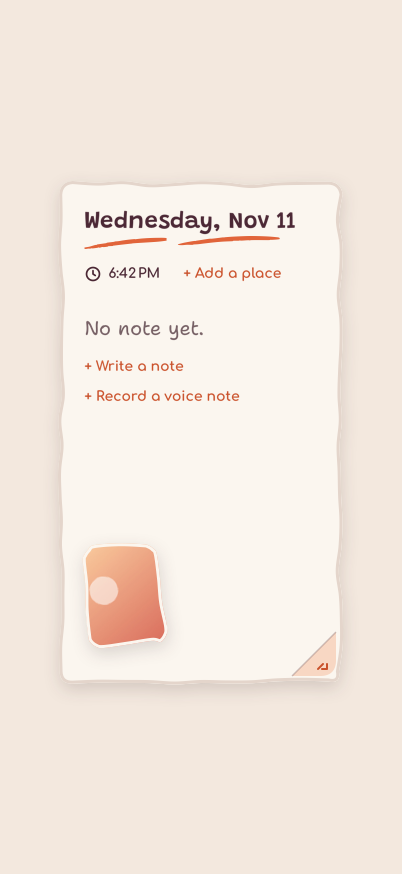 Wednesday, Nov 11
6:42 PM + Add a place
No note yet.
+ Write a note
+ Record a voice note